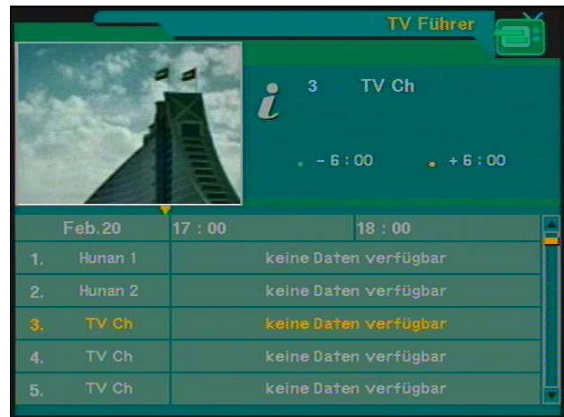 TV Führer
i 3 TV Ch
- 6 : 00 + 6 : 00
Feb.20 17 : 00 18 : 00
1. Hunan 1 keine Daten verfügbar
2. Hunan 2 keine Daten verfügbar
3. TV Ch keine Daten verfügbar
4. TV Ch keine Daten verfügbar
5. TV Ch keine Daten verfügbar